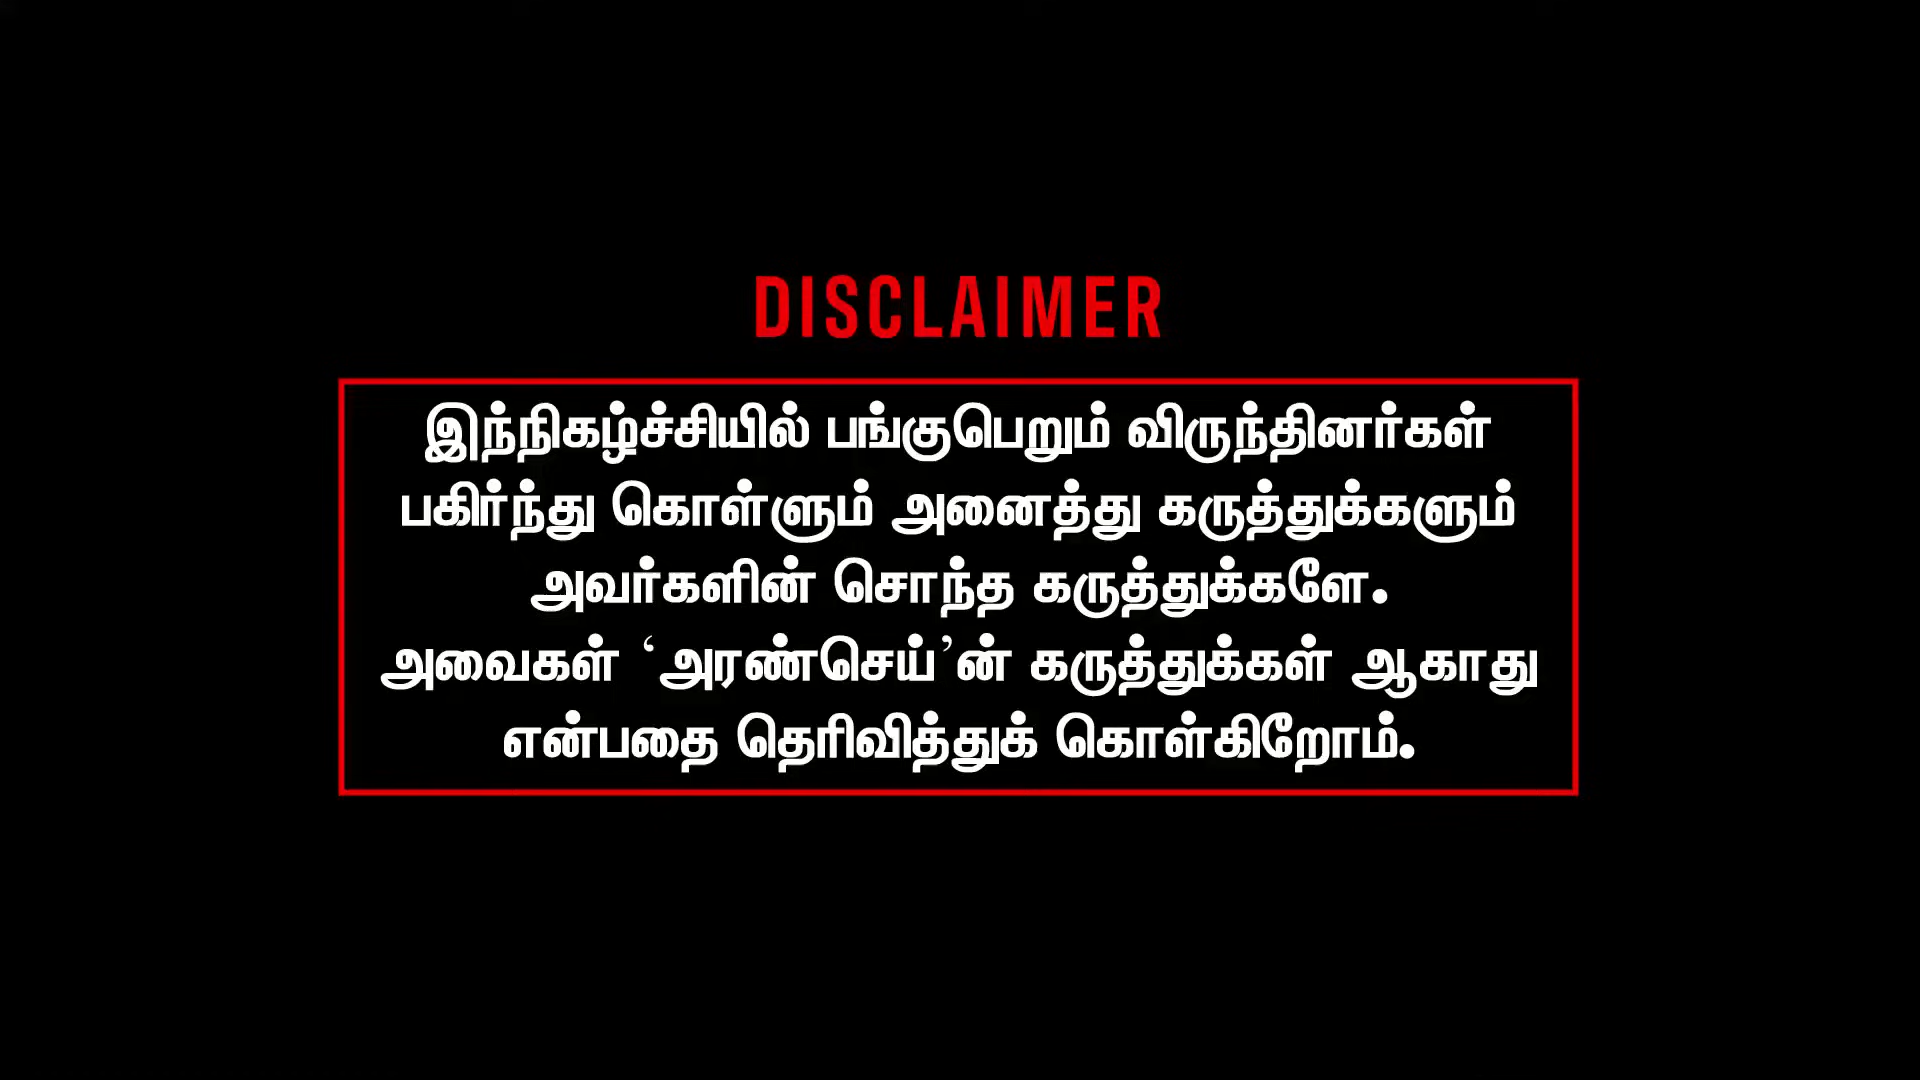 DISCLAIMER
இந்நிகழ்ச்சியில் பங்குபெறும் விருந்தினர்கள்
பகிர்ந்து கொள்ளும் அனைத்து கருத்துக்களும்
அவர்களின் சொந்த கருத்துக்களே.
அவைகள் ‘அரண்செய்’ன் கருத்துக்கள் ஆகாது
என்பதை தெரிவித்துக் கொள்கிறோம்.